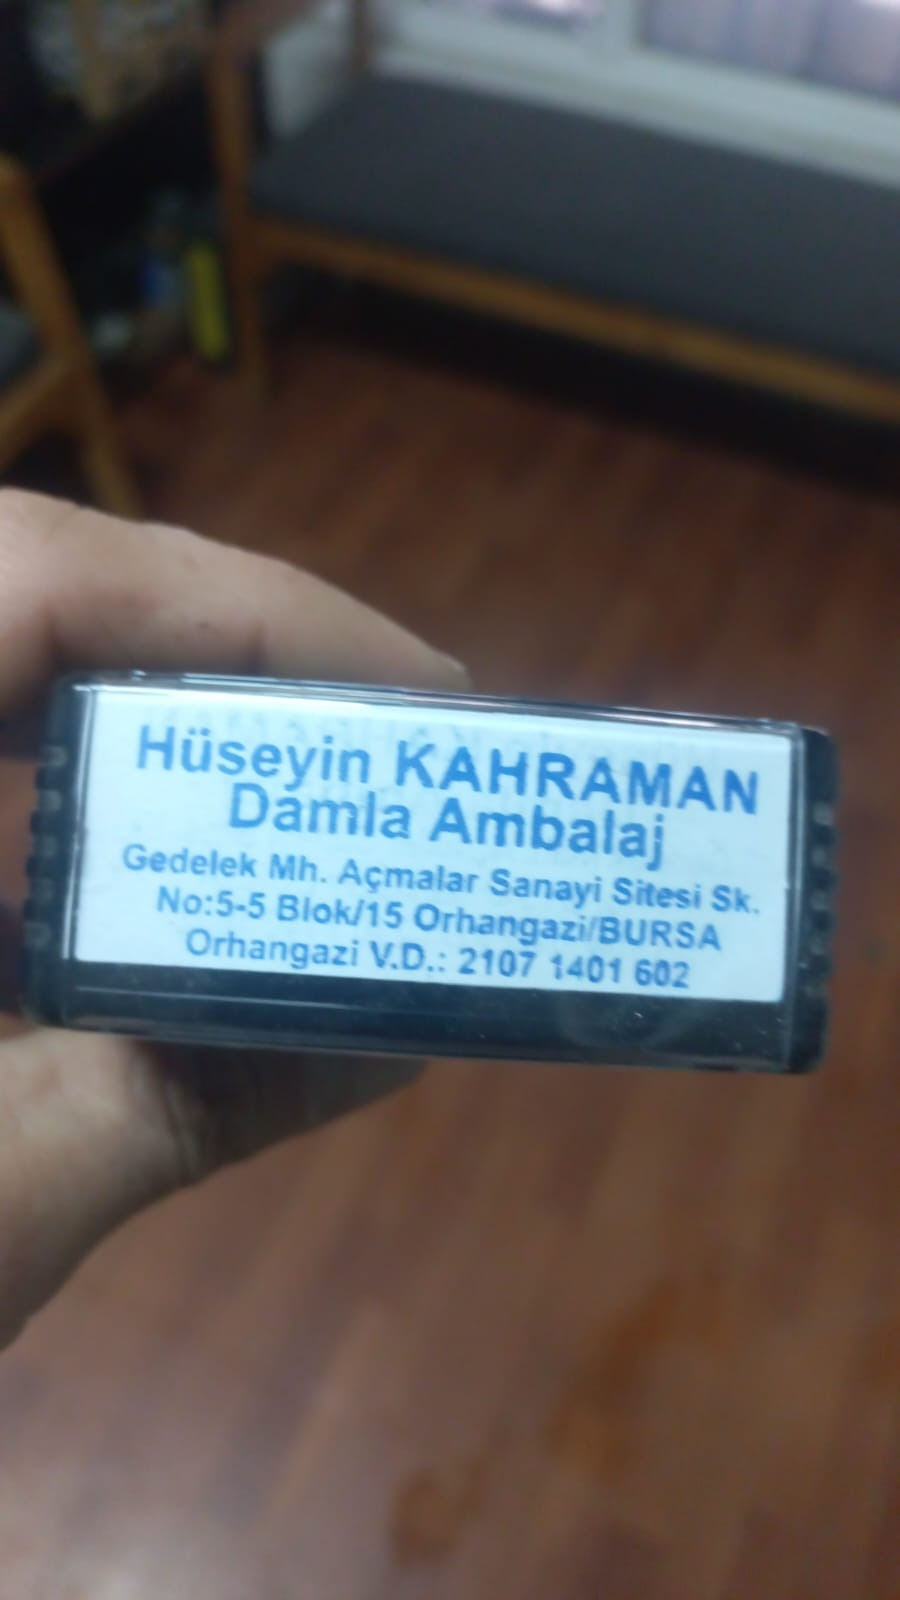 Hüseyin KAHRAMAN
Damla Ambalaj
Gedelek Mh. Açmalar Sanayi Sitesi Sk.
No:5-5 Blok/15 Orhangazi/BURSA
Orhangazi V.D.: 2107 1401 602